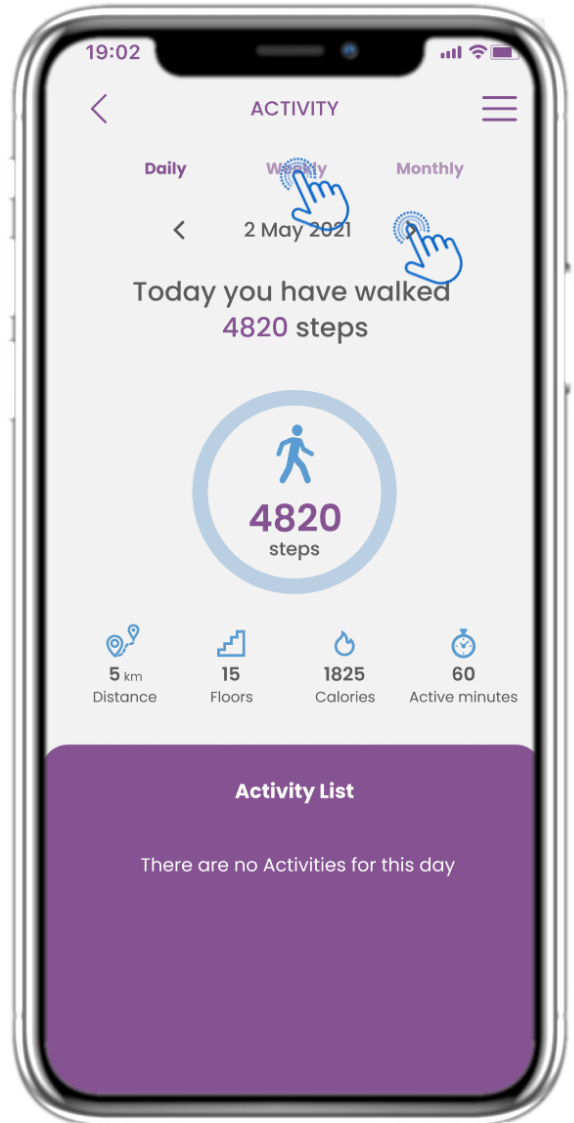 19:02
ACTIVITY
Daily Weekly Monthly
2 May 2021
Today you have walked
4820 steps
4820
steps
5 km 15 1825 60
Distance Floors Calories Active minutes
Activity List
There are no Activities for this day